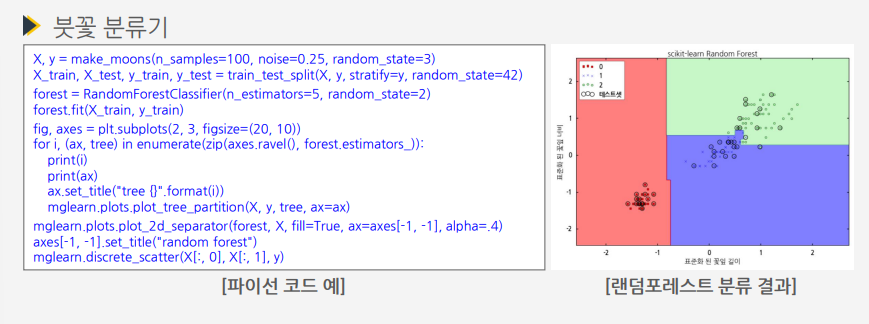 붓꽃 분류기
X, y = make_moons(n_samples=100, noise=0.25, random_state=3)
X_train, X_test, y_train, y_test = train_test_split(X, y, stratify=y, random_state=42)
forest = RandomForestClassifier(n_estimators=5, random_state=2)
forest.fit(X_train, y_train)
fig, axes = plt.subplots(2, 3, figsize=(20, 10))
for i, (ax, tree) in enumerate(zip(axes.ravel(), forest.estimators_)):
print(i)
print(ax)
ax.set_title("tree {}".format(i))
mglearn.plots.plot_tree_partition(X, y, tree, ax=ax)
mglearn.plots.plot_2d_separator(forest, X, fill=True, ax=axes[-1, -1], alpha=.4)
axes[-1, -1].set_title("random forest")
mglearn.discrete_scatter(X[:, 0], X[:, 1], y)
[파이선 코드 예]
scikit-learn Random Forest
0
1
2
테스트셋
2
1
0
-1
-2
표준화 된 꽃잎 너비
-2
-1
0
1
2
표준화 된 꽃잎 길이
[랜덤포레스트 분류 결과]